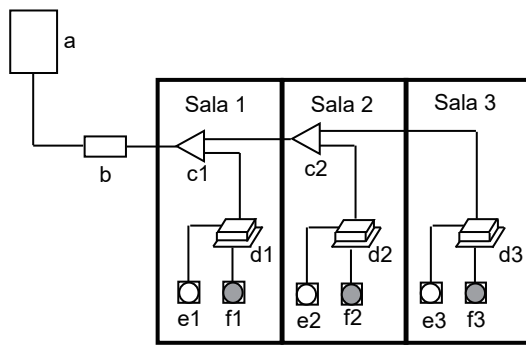 a
Sala 1 Sala 2 Sala 3
b c1 c2
d1 d2 d3
e1 f1 e2 f2 e3 f3